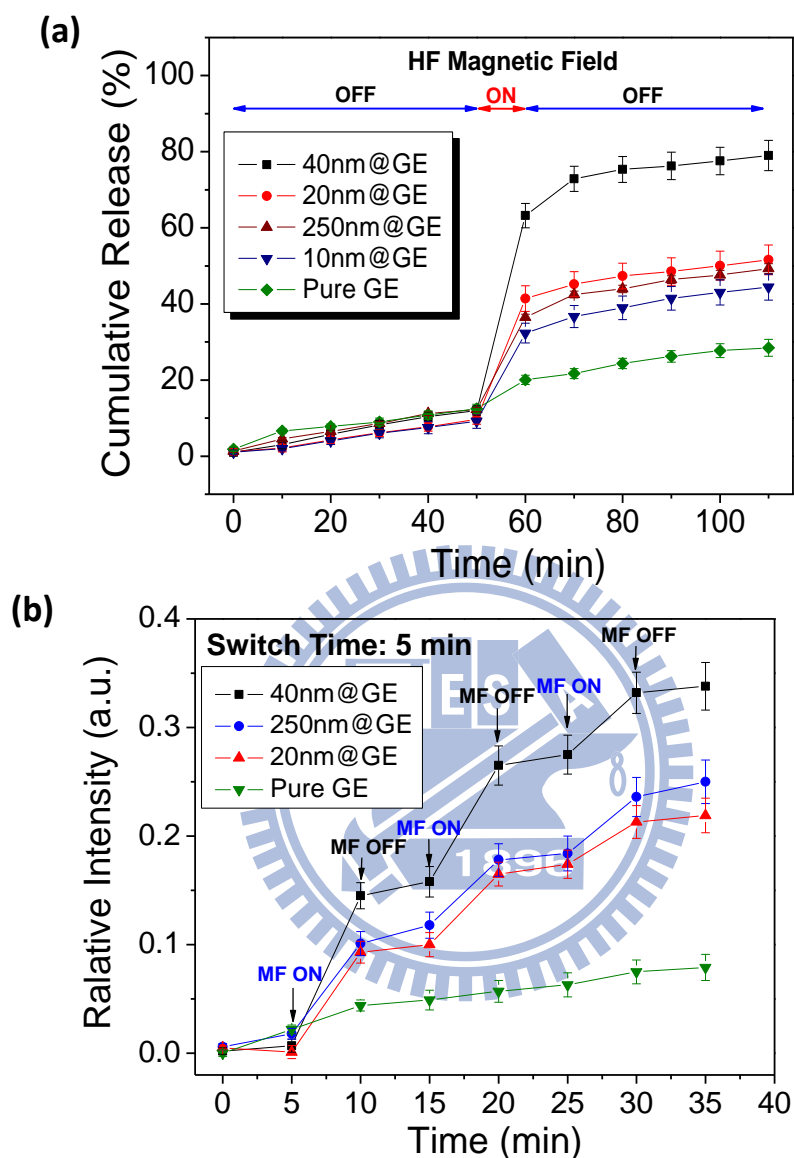 (a)
HF Magnetic Field
OFF
ON
OFF
40nm@GE
20nm@GE
250nm@GE
10nm@GE
Pure GE
Cumulative Release (%)
100
80
60
40
20
0
0 20 40 60 80 100
Time (min)
(b)
Switch Time: 5 min
40nm@GE
250nm@GE
20nm@GE
Pure GE
MF ON
MF OFF
MF ON
MF OFF
MF ON
MF OFF
Ralative Intensity (a.u.)
0.4
0.3
0.2
0.1
0.0
0 5 10 15 20 25 30 35 40
Time (min)
E S
A
1896